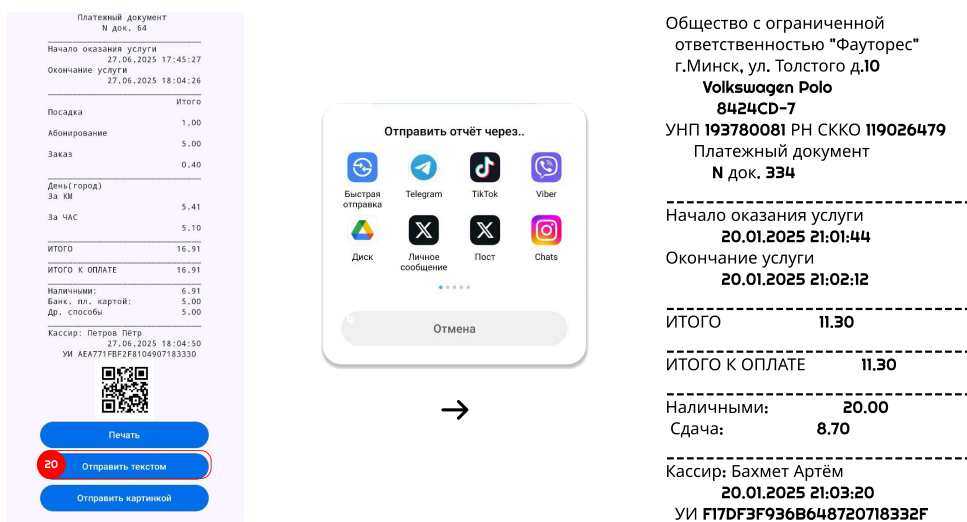 Платежный документ
N док. 64
Начало оказания услуги
27.06.2025 17:45:27
Окончание услуги
27.06.2025 18:04:26
Итого
Посадка
1.00
Абонирование
5.00
Заказ
0.40
День(город)
За КМ
5.41
За ЧАС
5.10
ИТОГО 16.91
ИТОГО К ОПЛАТЕ 16.91
Наличными: 6.91
Банк. пл. картой: 5.00
Др. способы 5.00
Кассир: Петров Пётр
27.06.2025 18:04:50
УИ AEA771FBF2F8104907183330
Печать
20 Отправить текстом
Отправить картинкой
Отправить отчёт через..
Быстрая отправка
Telegram
TikTok
Viber
Диск
Личное сообщение
Пост
Chats
Отмена
Общество с ограниченной
ответственностью "Фауторес"
г.Минск, ул. Толстого д.10
Volkswagen Polo
8424CD-7
УНП 193780081 РН СККО 119026479
Платежный документ
N док. 334
Начало оказания услуги
20.01.2025 21:01:44
Окончание услуги
20.01.2025 21:02:12
ИТОГО 11.30
ИТОГО К ОПЛАТЕ 11.30
Наличными: 20.00
Сдача: 8.70
Кассир: Бахмет Артём
20.01.2025 21:03:20
УИ F17DF3F936B648720718332F